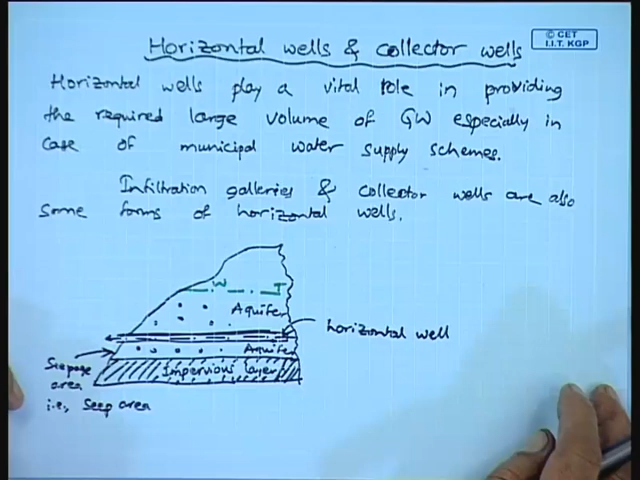 © CET
I.I.T. KGP
Horizontal wells & collector wells
Horizontal wells play a vital role in providing
the required large volume of GW especially in
case of municipal water supply schemes.
Infiltration galleries & collector wells are also
some forms of horizontal wells.
W T
Aquifer
horizontal well
Aquifer
Seepage
area
Impervious layer
i.e., Seep area